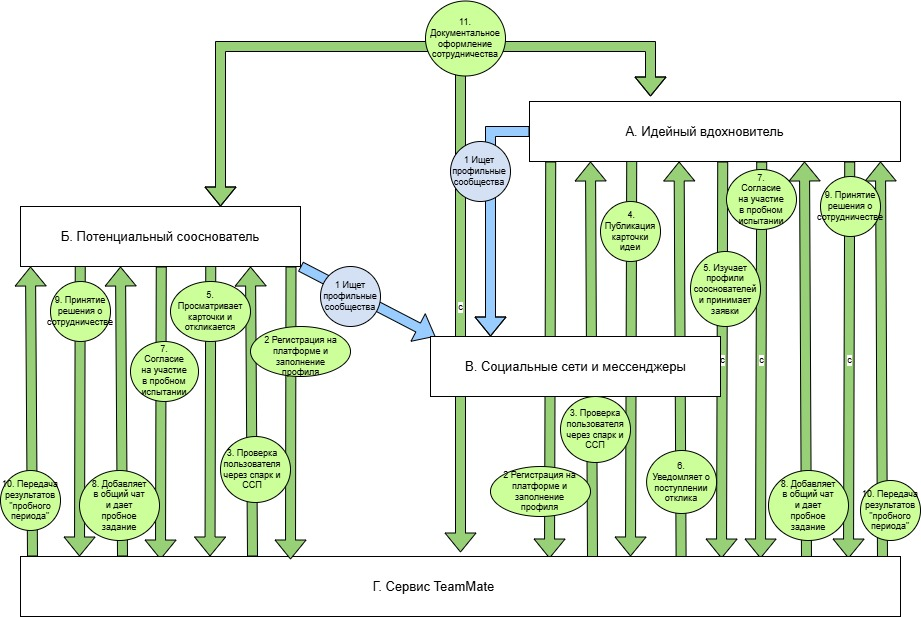 11.
Документальное
оформление
сотрудничества
А. Идейный вдохновитель
1 Ищет
профильные
сообщества
7.
Согласие
на участие
в пробном
испытании
9. Принятие
решения о
сотрудничестве
4.
Публикация
карточки
идеи
Б. Потенциальный сооснователь
5. Изучает
профили
сооснователей
и принимает
заявки
1 Ищет
профильные
сообщества
9. Принятие
решения о
сотрудничестве
5.
Просматривает
карточки и
откликается
с
2 Регистрация на
платформе и
заполнение
профиля
7.
Согласие
на участие
в пробном
испытании
В. Социальные сети и мессенджеры
с
с
с
3. Проверка
пользователя
через спарк и
ССП
3. Проверка
пользователя
через спарк и
ССП
10. Передача
результатов
"пробного
периода"
8. Добавляет
в общий чат
и дает
пробное
задание
2 Регистрация на
платформе и
заполнение
профиля
6.
Уведомляет о
поступлении
отклика
8. Добавляет
в общий чат
и дает
пробное
задание
10. Передача
результатов
"пробного
периода"
Г. Сервис TeamMate